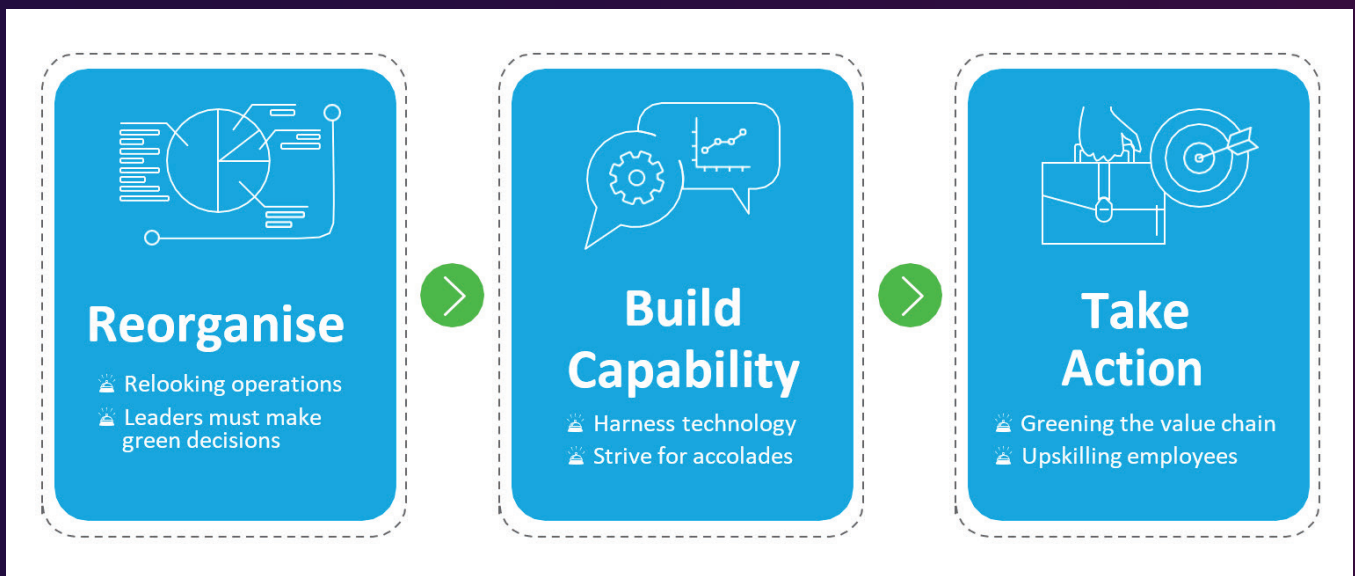 Reorganise
Relooking operations
Leaders must make
green decisions
Build
Capability
Harness technology
Strive for accolades
Take
Action
Greening the value chain
Upskilling employees